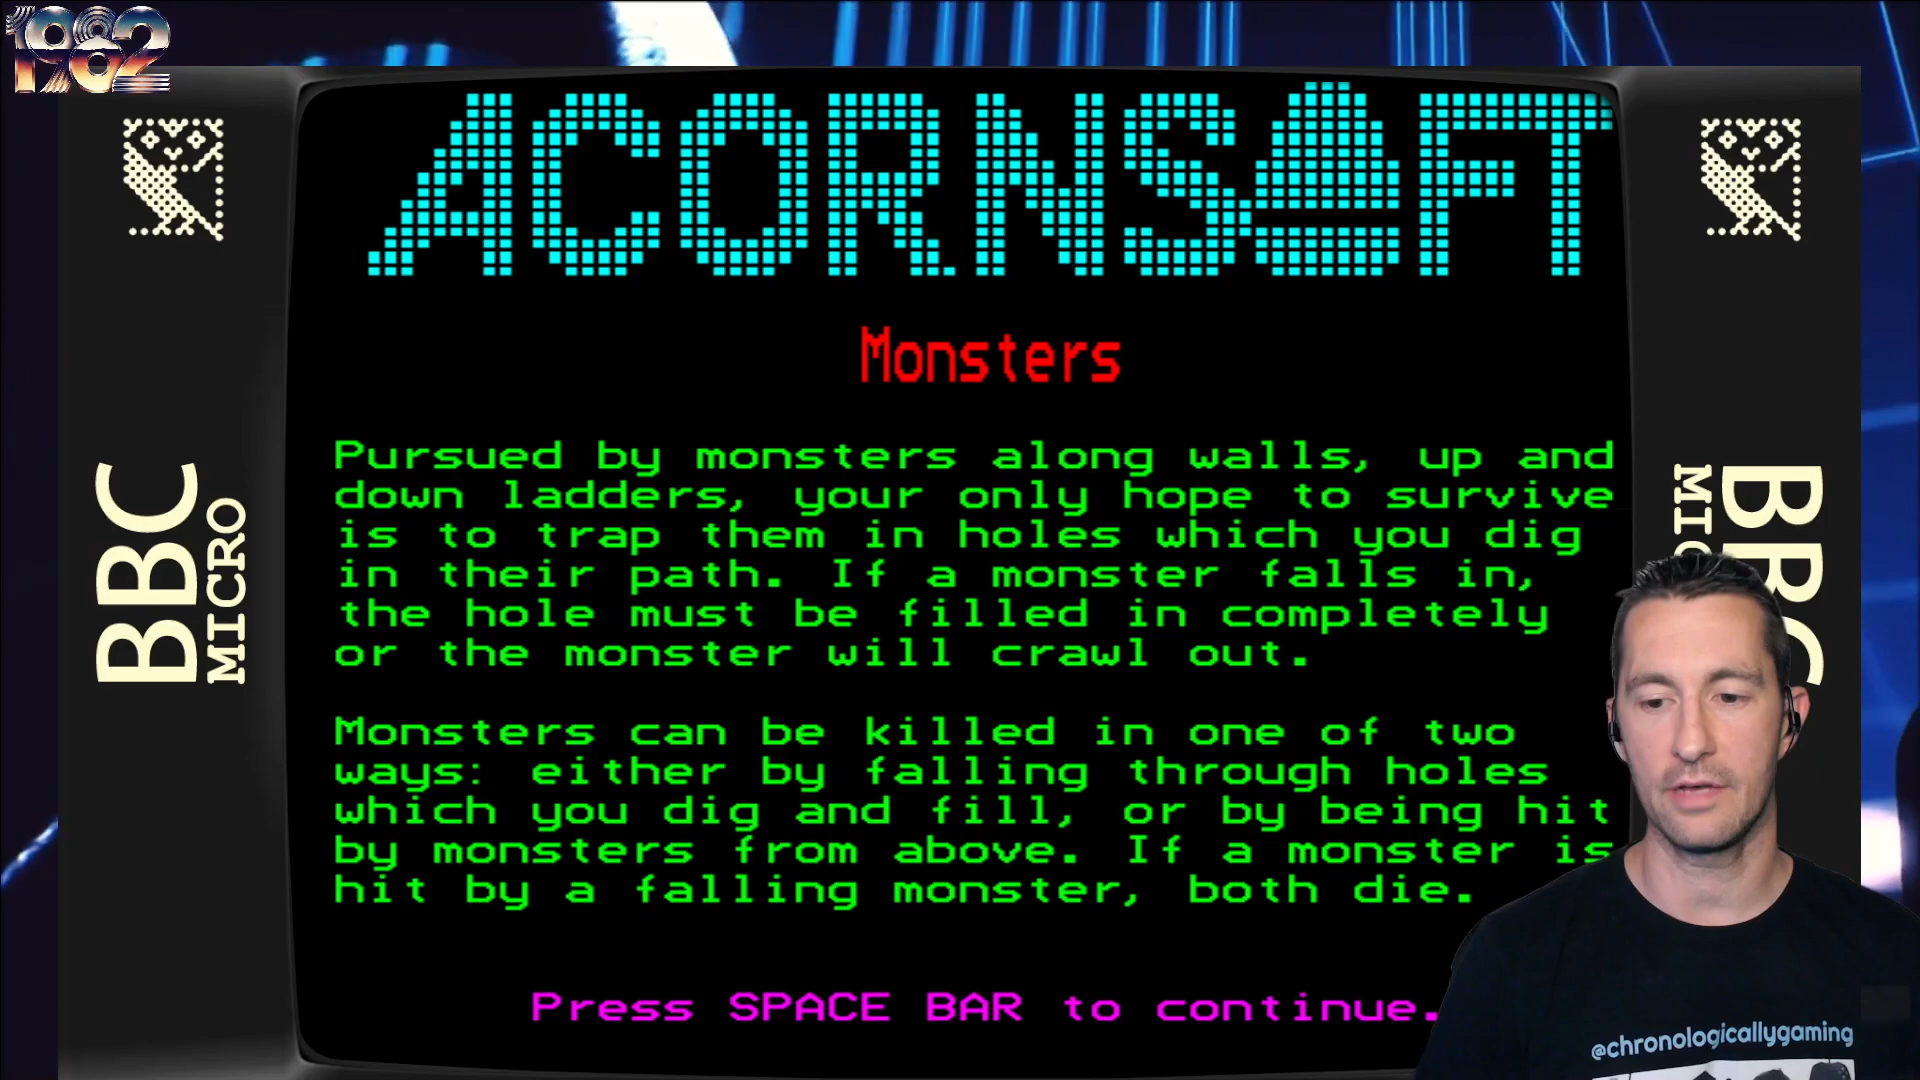 1982
ACORNSOFT
Monsters
Pursued by monsters along walls, up and
down ladders, your only hope to survive
is to trap them in holes which you dig
in their path. If a monster falls in,
the hole must be filled in completely
or the monster will crawl out.
Monsters can be killed in one of two
ways: either by falling through holes
which you dig and fill, or by being hit
by monsters from above. If a monster is
hit by a falling monster, both die.
Press SPACE BAR to continue.
BBC
MICRO
BBC
@chronologicallygaming